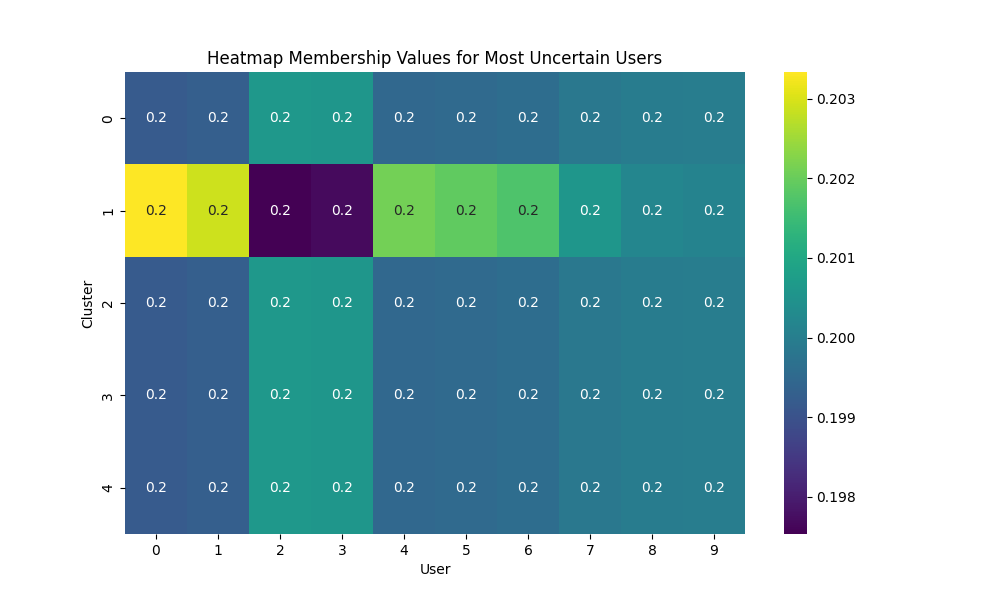 Heatmap Membership Values for Most Uncertain Users
0 0.2 0.2 0.2 0.2 0.2 0.2 0.2 0.2 0.2 0.2
1 0.2 0.2 0.2 0.2 0.2 0.2 0.2 0.2 0.2 0.2
2 0.2 0.2 0.2 0.2 0.2 0.2 0.2 0.2 0.2 0.2
3 0.2 0.2 0.2 0.2 0.2 0.2 0.2 0.2 0.2 0.2
4 0.2 0.2 0.2 0.2 0.2 0.2 0.2 0.2 0.2 0.2
Cluster
0 1 2 3 4 5 6 7 8 9
User
0.203
0.202
0.201
0.200
0.199
0.198